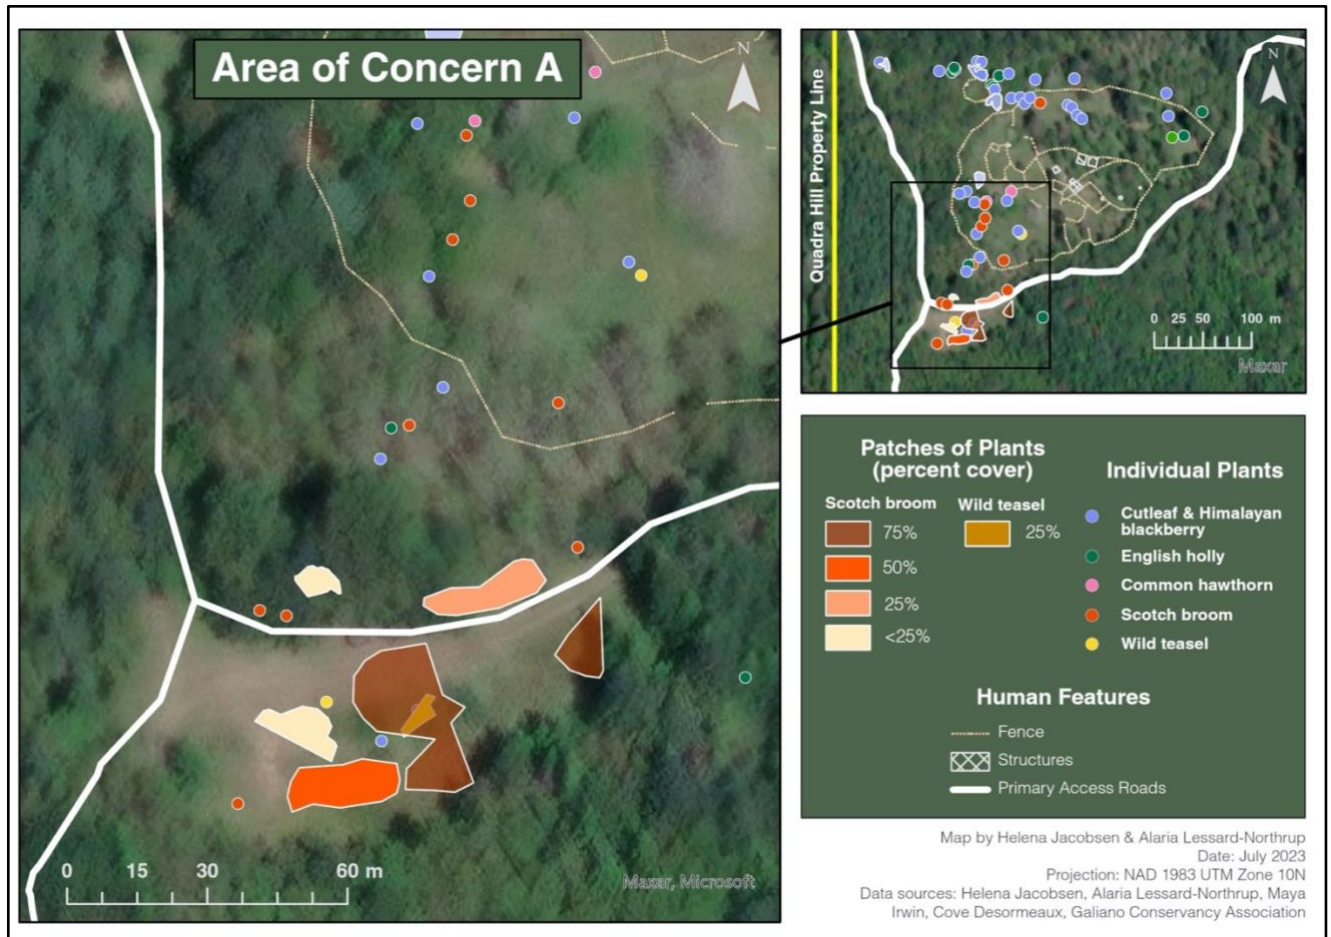 Area of Concern A
N
0 15 30 60 m
Maxar, Microsoft
N
Quadra Hill Property Line
0 25 50 100 m
Maxar
Patches of Plants
(percent cover)
Scotch broom
75%
50%
25%
<25%
Wild teasel
25%
Individual Plants
Cutleaf & Himalayan
blackberry
English holly
Common hawthorn
Scotch broom
Wild teasel
Human Features
Fence
Structures
Primary Access Roads
Map by Helena Jacobsen & Alaria Lessard-Northrup
Date: July 2023
Projection: NAD 1983 UTM Zone 10N
Data sources: Helena Jacobsen, Alaria Lessard-Northrup, Maya
Irwin, Cove Desormeaux, Galiano Conservancy Association